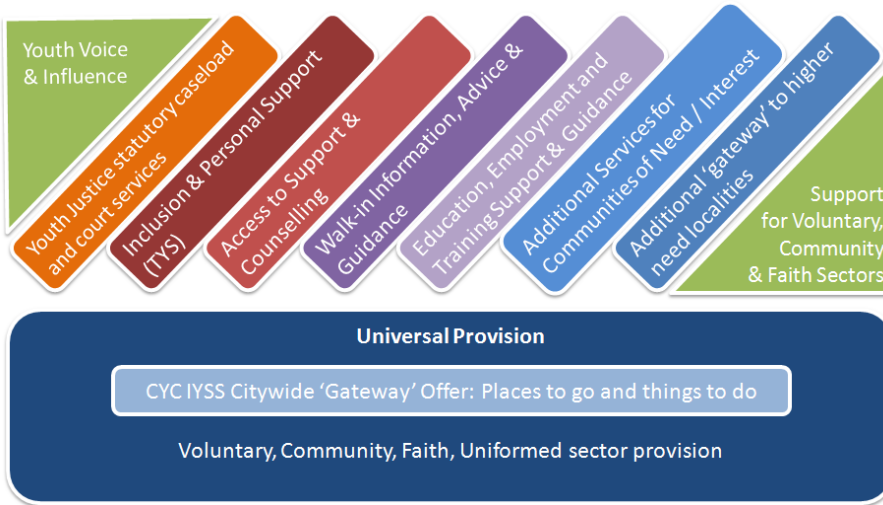 Youth Voice
& Influence
Youth Justice statutory caseload
and court services
Inclusion & Personal Support
(TYS)
Access to Support &
Counselling
Walk-in Information, Advice &
Guidance
Education, Employment and
Training Support & Guidance
Additional Services for
Communities of Need / Interest
Additional ‘gateway’ to higher
need localities
Support
for Voluntary,
Community
& Faith Sectors
Universal Provision
CYC IYSS Citywide ‘Gateway’ Offer: Places to go and things to do
Voluntary, Community, Faith, Uniformed sector provision